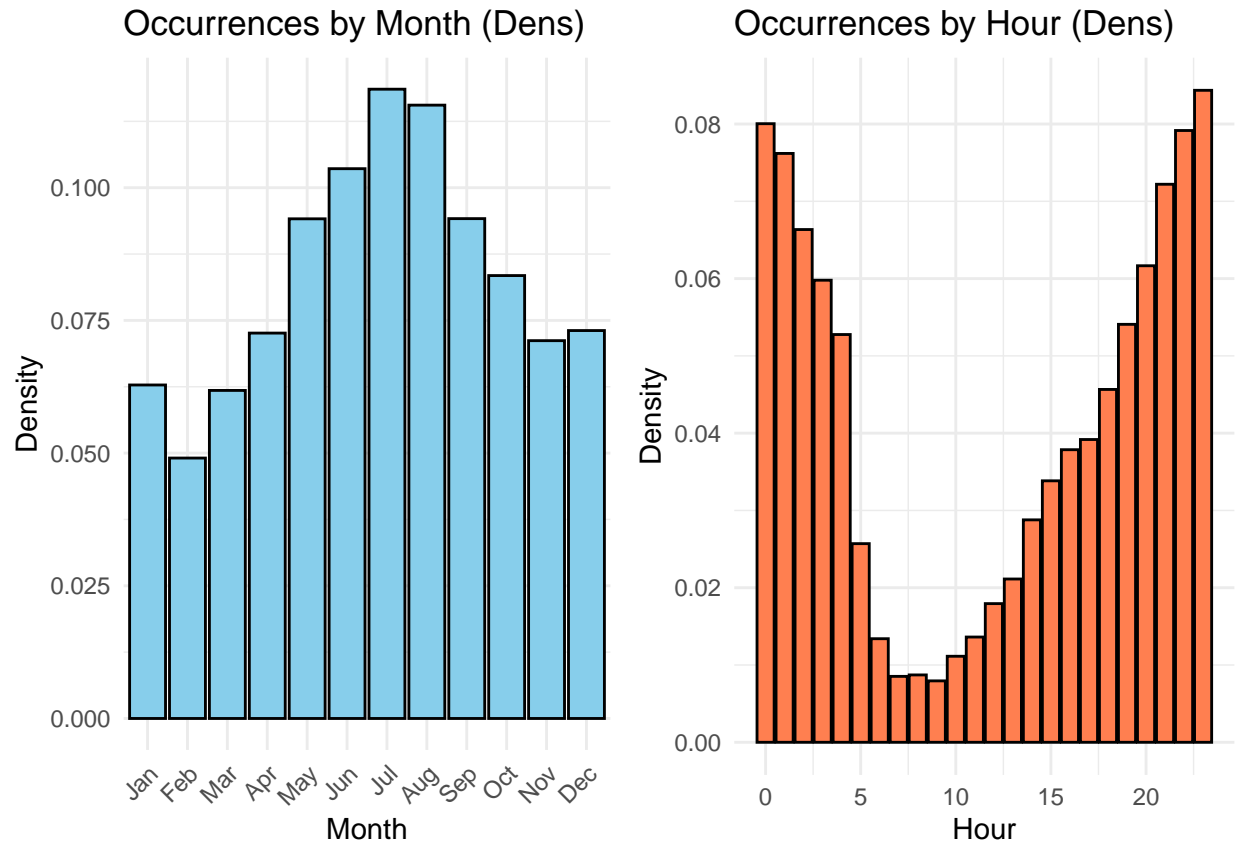 Occurrences by Month (Dens)
Density
0.100
0.075
0.050
0.025
0.000
Jan
Feb
Mar
Apr
May
Jun
Jul
Aug
Sep
Oct
Nov
Dec
Month
Occurrences by Hour (Dens)
Density
0.08
0.06
0.04
0.02
0.00
0
5
10
15
20
Hour